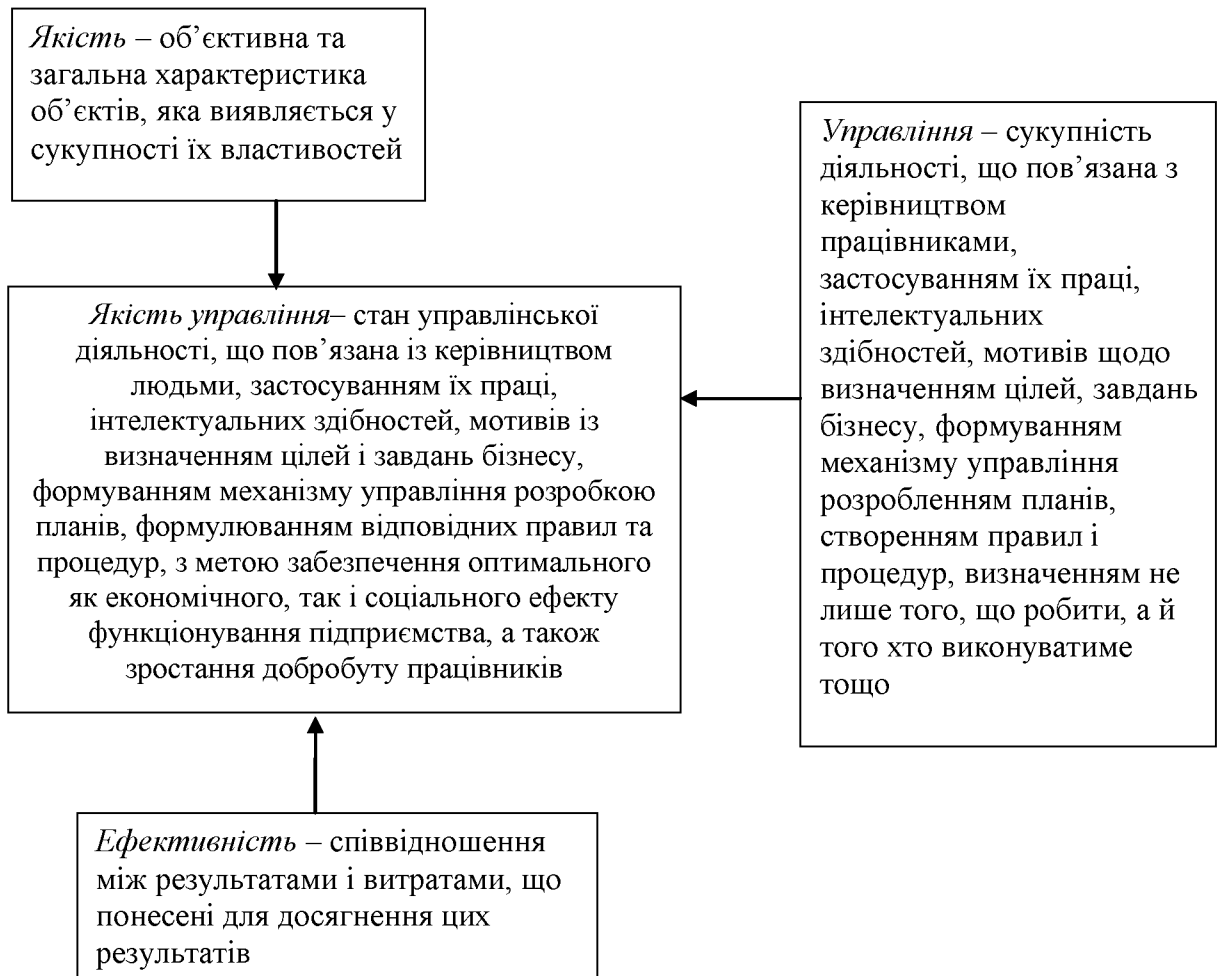 Якість – об’єктивна та
загальна характеристика
об’єктів, яка виявляється у
сукупності їх властивостей
Управління – сукупність
діяльності, що пов’язана з
керівництвом
працівниками,
застосуванням їх праці,
інтелектуальних
здібностей, мотивів щодо
визначенням цілей, завдань
бізнесу, формуванням
механізму управління
розробленням планів,
створенням правил і
процедур, визначенням не
лише того, що робити, а й
того хто виконуватиме
тощо
Якість управління– стан управлінської
діяльності, що пов’язана із керівництвом
людьми, застосуванням їх праці,
інтелектуальних здібностей, мотивів із
визначенням цілей і завдань бізнесу,
формуванням механізму управління розробкою
планів, формулюванням відповідних правил та
процедур, з метою забезпечення оптимального
як економічного, так і соціального ефекту
функціонування підприємства, а також
зростання добробуту працівників
Ефективність – співвідношення
між результатами і витратами, що
понесені для досягнення цих
результатів